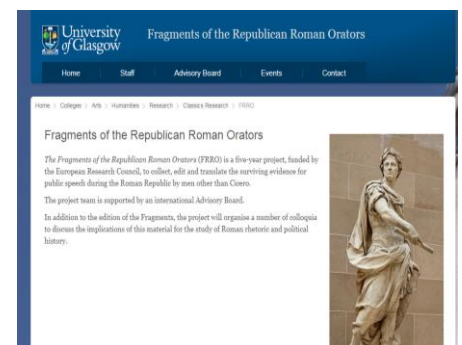 University
of Glasgow
Fragments of the Republican Roman Orators
Home Staff Advisory Board Events Contact
Home > Colleges > Arts > Humanities > Research > Classics Research > FRRO
Fragments of the Republican Roman Orators
The Fragments of the Republican Roman Orators (FRRO) is a five-year project, funded by
the European Research Council, to collect, edit and translate the surviving evidence for
public speech during the Roman Republic by men other than Cicero.
The project team is supported by an international Advisory Board.
In addition to the edition of the Fragments, the project will organise a number of colloquia
to discuss the implications of this material for the study of Roman rhetoric and political
history.